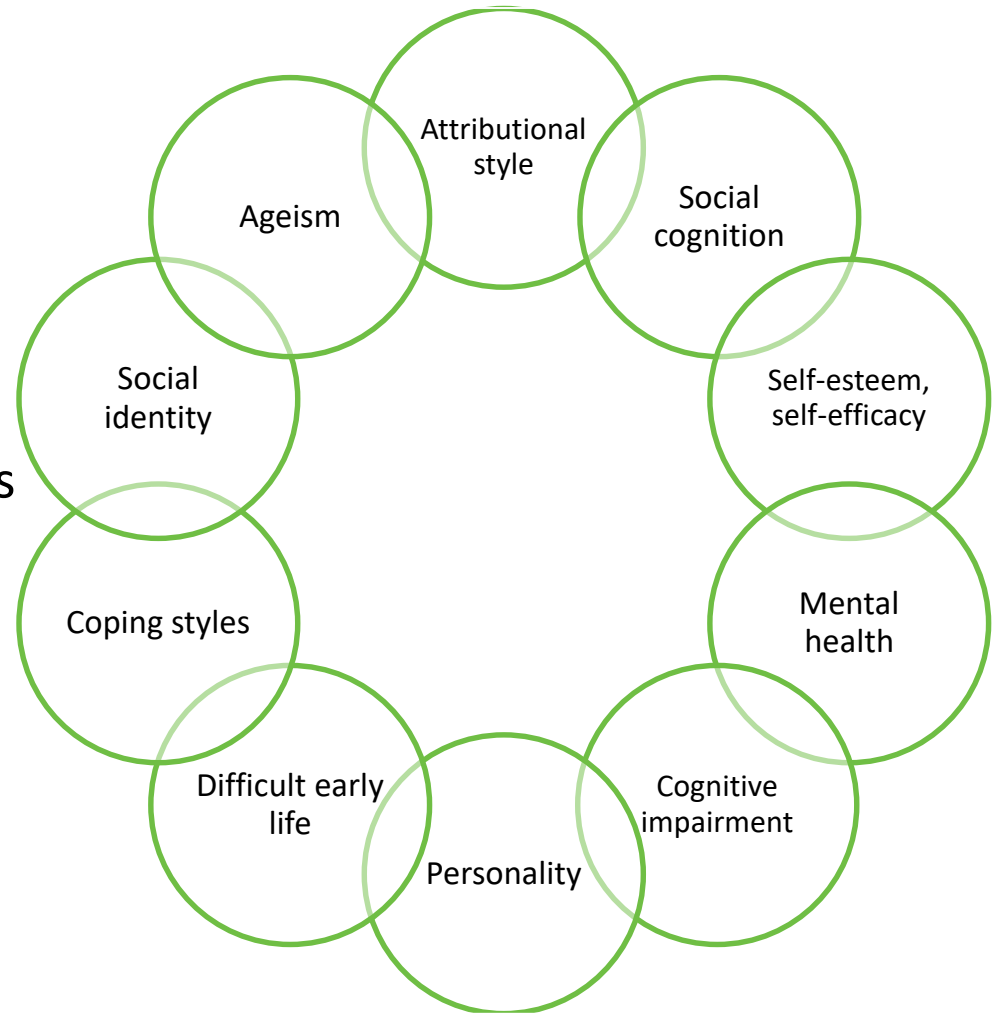 Attributional
style
Social
cognition
Self-esteem,
self-efficacy
Mental
health
Cognitive
impairment
Personality
Difficult early
life
Coping styles
s
Social
identity
Ageism